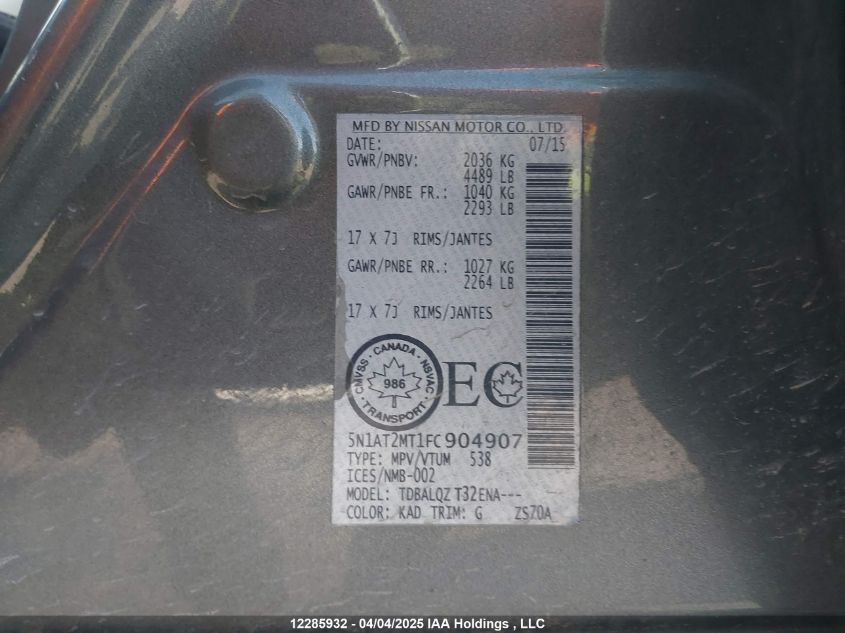 MFD BY NISSAN MOTOR CO., LTD.
DATE: 07/15
GVWR/PNBV: 2036 KG
4489 LB
GAWR/PNBE FR.: 1040 KG
2293 LB
17 X 7J RIMS/JANTES
GAWR/PNBE RR.: 1027 KG
2264 LB
17 X 7J RIMS/JANTES
CMVSS · CANADA · NSVAC · TRANSPORT ·
986
EC
5N1AT2MT1FC904907
TYPE: MPV/VTUM 538
ICES/NMB-002
MODEL: TDBALQZ T32ENA---
COLOR: KAD TRIM: G ZS70A
12285932 - 04/04/2025 IAA Holdings , LLC